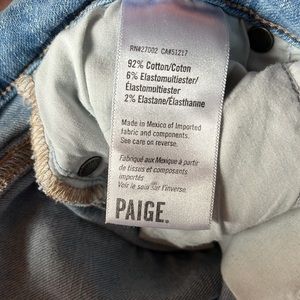 RN#27002 CA#51217
92% Cotton/Coton
6% Elastomultiester/
Elastomultiester/
2% Elastane/Elasthanne
Made in Mexico of Imported
fabric and components.
See care on reverse.
Fabriqué aux Mexique à partir
de tissus et composants
importés
Voir le soin sur l'inverse.
PAIGE.